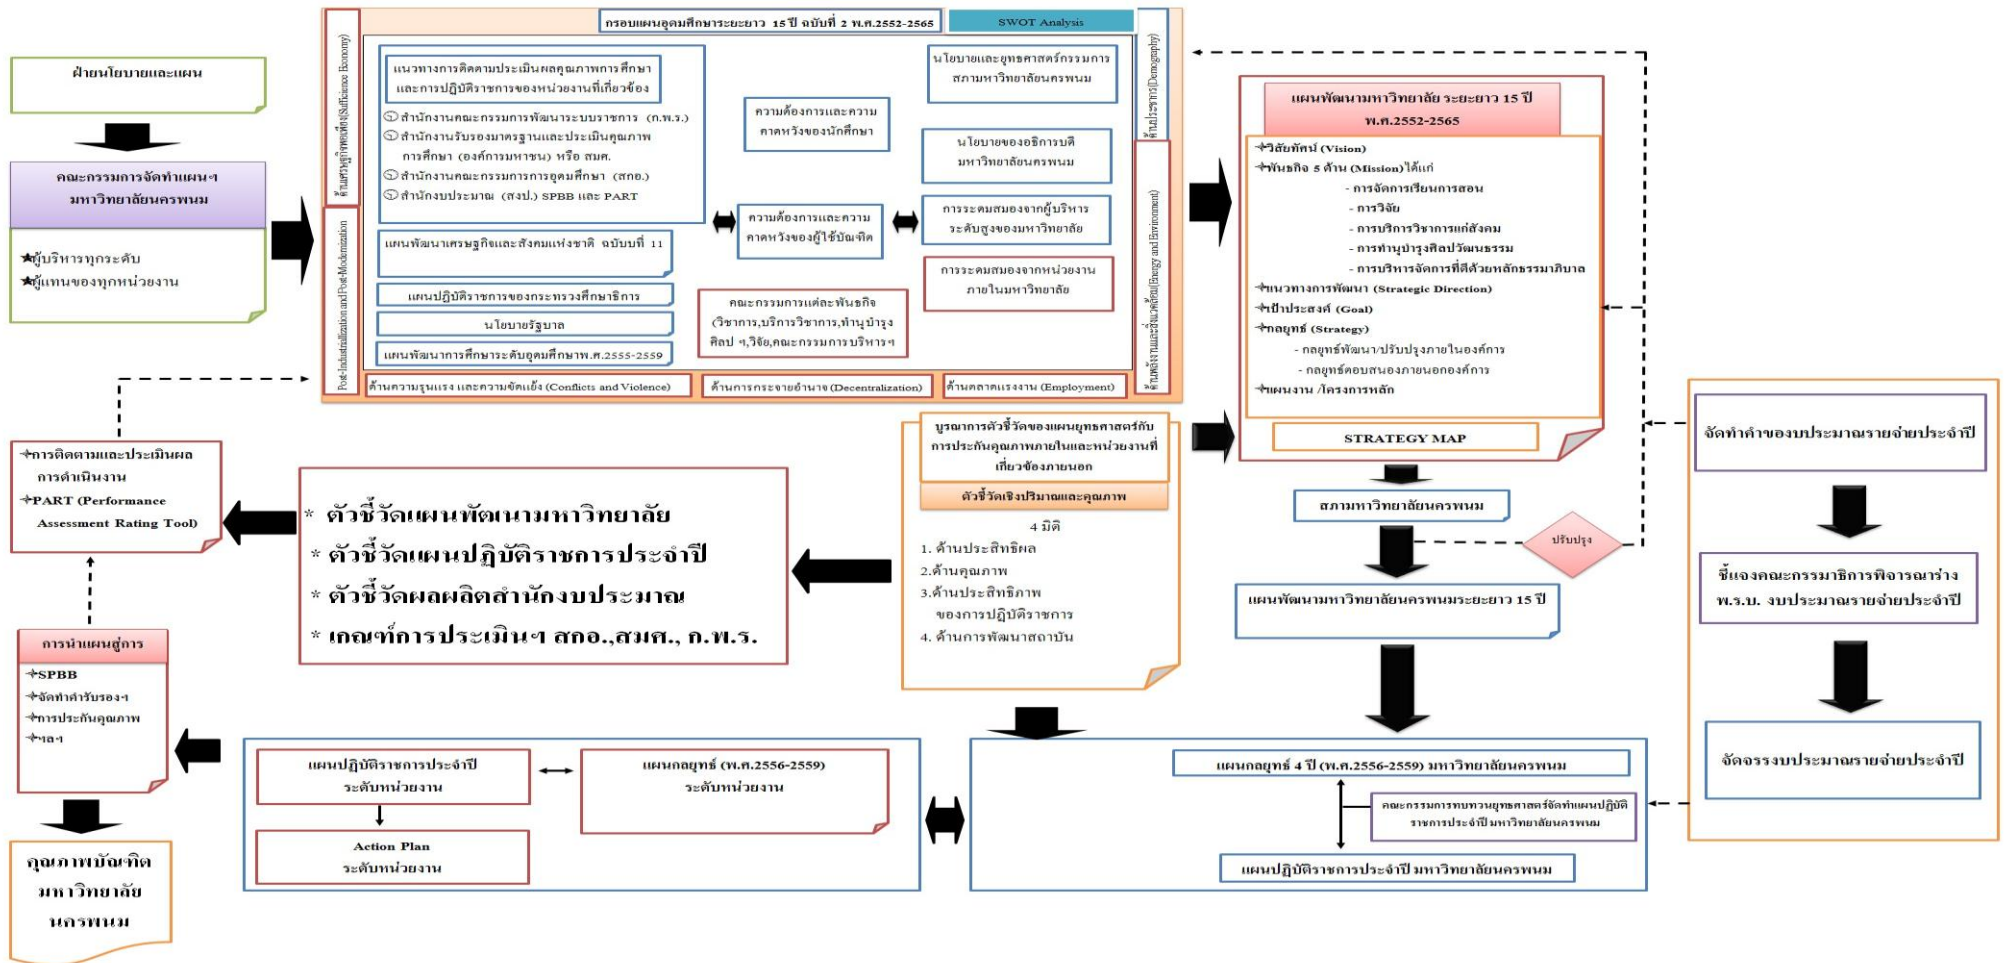 ฝ่ายนโยบายและแผน
คณะกรรมการจัดทำแผนฯ
มหาวิทยาลัยนครพนม
ผู้บริหารทุกระดับ
ผู้แทนของทุกหน่วยงาน
กรอบแผนอุดมศึกษาระยะยาว 15 ปี ฉบับที่ 2 พ.ศ.2552-2565
SWOT Analysis
ด้านเศรษฐกิจพอเพียง(Sufficience Economy)
Post-Industrialization and Post-Modernization
ด้านประชากร(Demography)
ด้านพลังงานและสิ่งแวดล้อม(Energy and Environment)
แนวทางการติดตามประเมินผลคุณภาพการศึกษา
และการปฏิบัติราชการของหน่วยงานที่เกี่ยวข้อง
สำนักงานคณะกรรมการพัฒนาระบบราชการ (ก.พ.ร.)
สำนักงานรับรองมาตรฐานและประเมินคุณภาพ
การศึกษา (องค์การมหาชน) หรือ สมศ.
สำนักงานคณะกรรมการการอุดมศึกษา (สกอ.)
สำนักงบประมาณ (สงป.) SPBB และ PART
แผนพัฒนาเศรษฐกิจและสังคมแห่งชาติ ฉบับบที่ 11
แผนปฏิบัติราชการของกระทรวงศึกษาธิการ
นโยบายรัฐบาล
แผนพัฒนาการศึกษาระดับอุดมศึกษาพ.ศ.2555-2559
ความต้องการและความ
คาดหวังของนักศึกษา
ความต้องการและความ
คาดหวังของผู้ใช้บัณฑิต
คณะกรรมการแต่ละพันธกิจ
(วิชาการ,บริการวิชาการ,ทำนุบำรุง
ศิลป ฯ,วิจัย,คณะกรรมการบริหารฯ
นโยบายและยุทธศาสตร์กรรมการ
สภามหาวิทยาลัยนครพนม
นโยบายของอธิการบดี
มหาวิทยาลัยนครพนม
การระดมสมองจากผู้บริหาร
ระดับสูงของมหาวิทยาลัย
การระดมสมองจากหน่วยงาน
ภายในมหาวิทยาลัย
ด้านความรุนแรง และความขัดแย้ง (Conflicts and Violence)
ด้านการกระจายอำนาจ (Decentralization)
ด้านตลาดแรงงาน (Employment)
แผนพัฒนามหาวิทยาลัย ระยะยาว 15 ปี
พ.ศ.2552-2565
วิสัยทัศน์ (Vision)
พันธกิจ 5 ด้าน (Mission)ได้แก่
- การจัดการเรียนการสอน
- การวิจัย
- การบริการวิชาการแก่สังคม
- การทำนุบำรุงศิลปวัฒนธรรม
- การบริหารจัดการที่ดีด้วยหลักธรรมาภิบาล
แนวทางการพัฒนา (Strategic Direction)
เป้าประสงค์ (Goal)
กลยุทธ์ (Strategy)
- กลยุทธ์พัฒนา/ปรับปรุงภายในองค์การ
- กลยุทธ์ตอบสนองภายนอกองค์การ
แผนงาน /โครงการหลัก
STRATEGY MAP
สภามหาวิทยาลัยนครพนม
ปรับปรุง
แผนพัฒนามหาวิทยาลัยนครพนมระยะยาว 15 ปี
จัดทำคำของบประมาณรายจ่ายประจำปี
ชี้แจงคณะกรรมาธิการพิจารณาร่าง
พ.ร.บ. งบประมาณรายจ่ายประจำปี
จัดจรรงบประมาณรายจ่ายประจำปี
บูรณาการตัวชี้วัดของแผนยุทธศาสตร์กับ
การประกันคุณภาพภายในและหน่วยงานที่
เกี่ยวข้องภายนอก
ตัวชี้วัดเชิงปริมาณและคุณภาพ
4 มิติ
1. ด้านประสิทธิผล
2.ด้านคุณภาพ
3.ด้านประสิทธิภาพ
ของการปฏิบัติราชการ
4. ด้านการพัฒนาสถาบัน
* ตัวชี้วัดแผนพัฒนามหาวิทยาลัย
* ตัวชี้วัดแผนปฏิบัติราชการประจำปี
* ตัวชี้วัดผลผลิตสำนักงบประมาณ
* เกณฑ์การประเมินฯ สกอ.,สมศ., ก.พ.ร.
การติดตามและประเมินผล
การดำเนินงาน
PART (Performance
Assessment Rating Tool)
การนำแผนสู่การ
SPBB
จัดทำคำรับรองฯ
การประกันคุณภาพ
ฯลฯ
คุณภาพบัณฑิต
มหาวิทยาลัย
นครพนม
แผนปฏิบัติราชการประจำปี
ระดับหน่วยงาน
แผนกลยุทธ์ (พ.ศ.2556-2559)
ระดับหน่วยงาน
Action Plan
ระดับหน่วยงาน
แผนกลยุทธ์ 4 ปี (พ.ศ.2556-2559) มหาวิทยาลัยนครพนม
คณะกรรมการทบทวนยุทธศาสตร์จัดทำแผนปฏิบัติ
ราชการประจำปี มหาวิทยาลัยนครพนม
แผนปฏิบัติราชการประจำปี มหาวิทยาลัยนครพนม